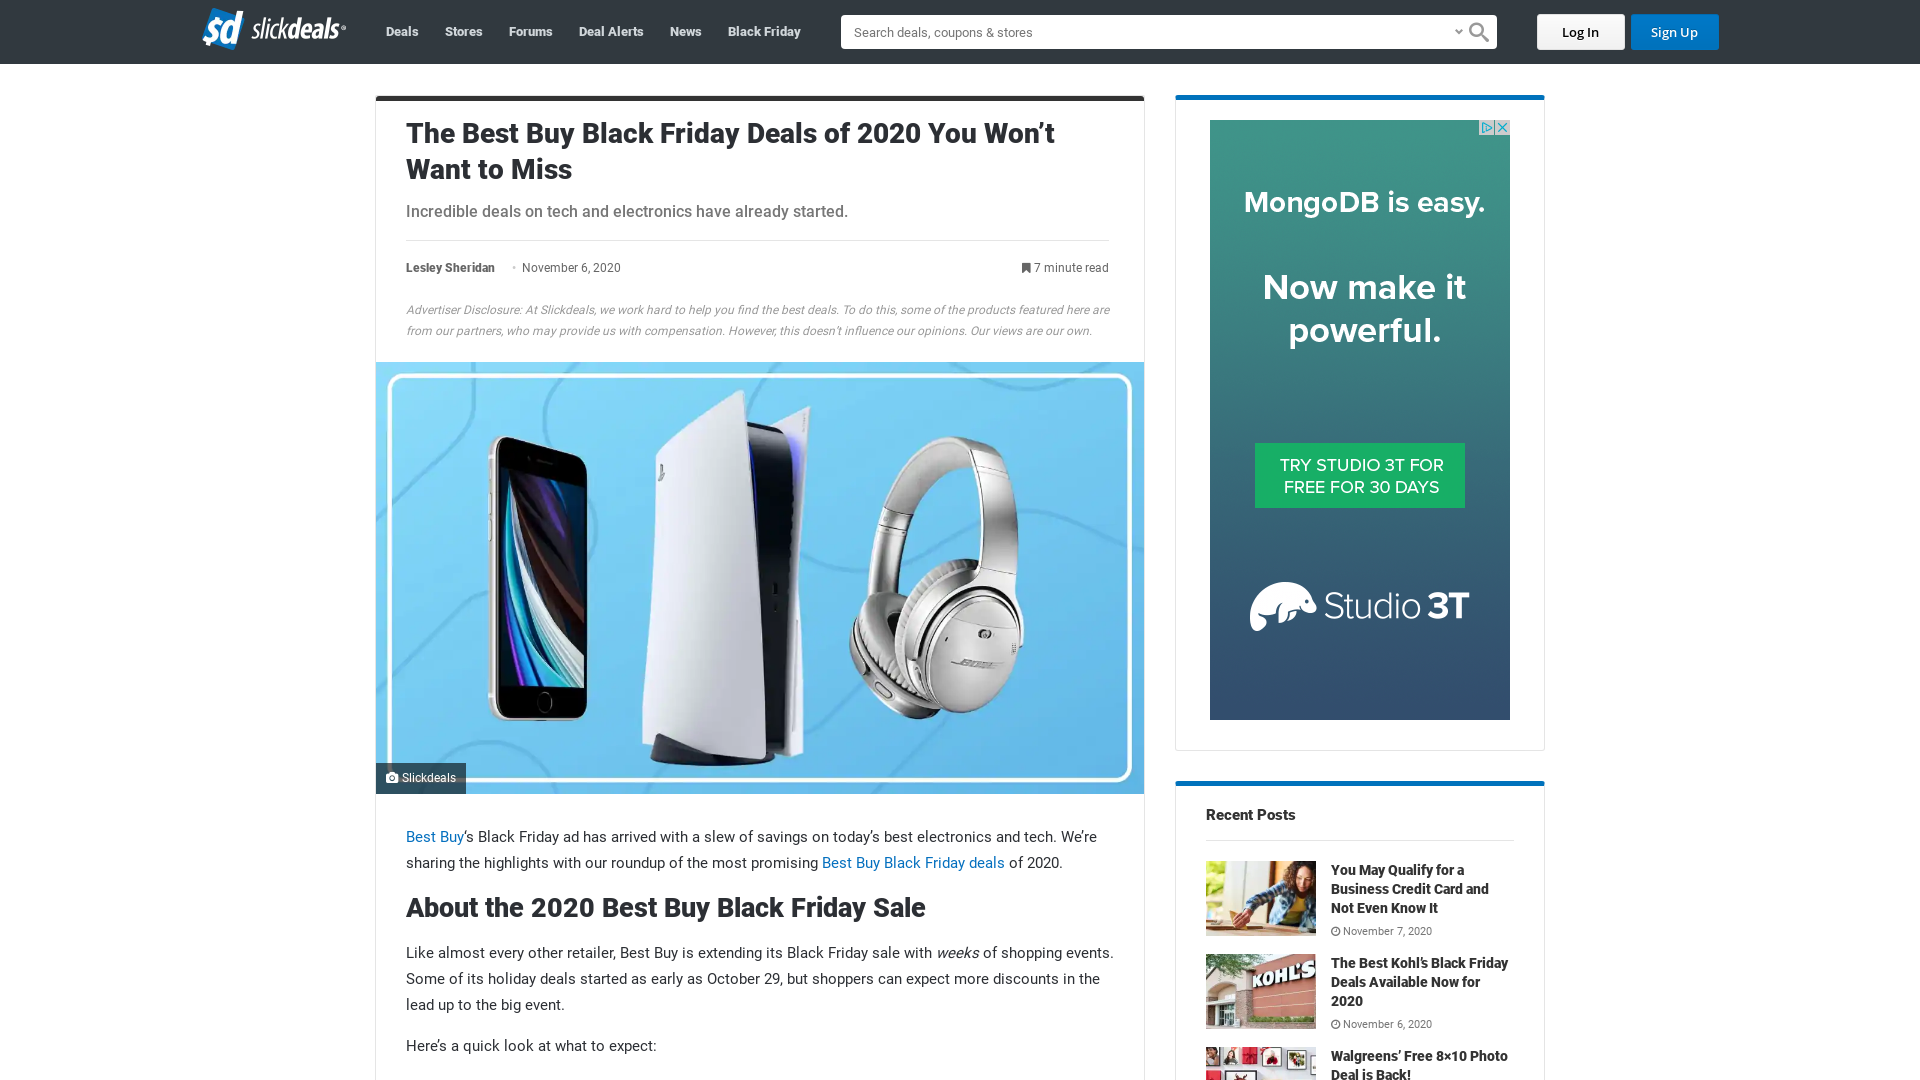 sd slickdeals®
Deals
Stores
Forums
Deal Alerts
News
Black Friday
Search deals, coupons & stores
Log In
Sign Up
The Best Buy Black Friday Deals of 2020 You Won’t
Want to Miss
Incredible deals on tech and electronics have already started.
Lesley Sheridan • November 6, 2020
7 minute read
Advertiser Disclosure: At Slickdeals, we work hard to help you find the best deals. To do this, some of the products featured here are
from our partners, who may provide us with compensation. However, this doesn’t influence our opinions. Our views are our own.
BOSE
Slickdeals
Best Buy‘s Black Friday ad has arrived with a slew of savings on today’s best electronics and tech. We’re
sharing the highlights with our roundup of the most promising Best Buy Black Friday deals of 2020.
About the 2020 Best Buy Black Friday Sale
Like almost every other retailer, Best Buy is extending its Black Friday sale with weeks of shopping events.
Some of its holiday deals started as early as October 29, but shoppers can expect more discounts in the
lead up to the big event.
Here’s a quick look at what to expect:
MongoDB is easy.
Now make it
powerful.
TRY STUDIO 3T FOR
FREE FOR 30 DAYS
Studio 3T
Recent Posts
You May Qualify for a
Business Credit Card and
Not Even Know It
November 7, 2020
KOHL'S
The Best Kohl’s Black Friday
Deals Available Now for
2020
November 6, 2020
Walgreens’ Free 8×10 Photo
Deal is Back!